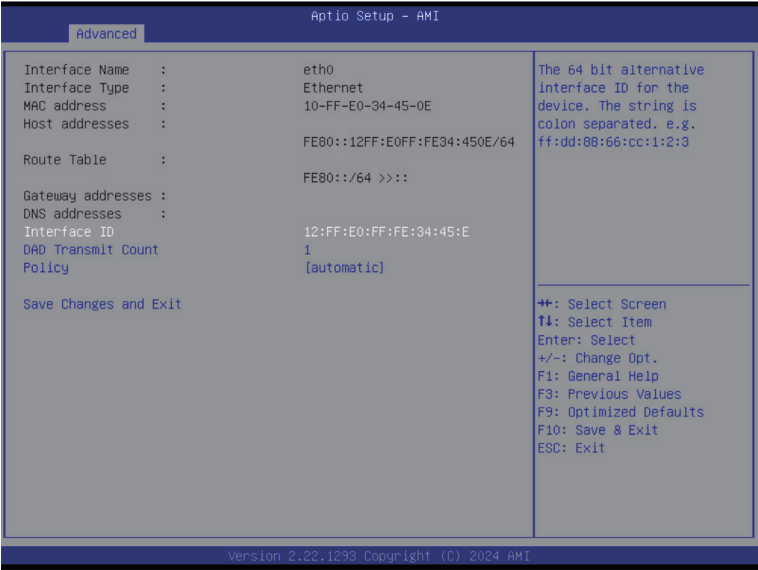 Aptio Setup – AMI
Advanced
Interface Name :
eth0
Interface Type :
Ethernet
MAC address :
10-FF-E0-34-45-0E
Host addresses :
FE80::12FF:E0FF:FE34:450E/64
Route Table :
FE80::/64 >>::
Gateway addresses :
DNS addresses :
Interface ID
12:FF:E0:FF:FE:34:45:E
DAD Transmit Count
1
Policy
[automatic]
Save Changes and Exit
The 64 bit alternative
interface ID for the
device. The string is
colon separated. e.g.
ff:dd:88:66:cc:1:2:3
→←: Select Screen
↑↓: Select Item
Enter: Select
+/-: Change Opt.
F1: General Help
F3: Previous Values
F9: Optimized Defaults
F10: Save & Exit
ESC: Exit
Version 2.22.1293 Copyright (C) 2024 AMI